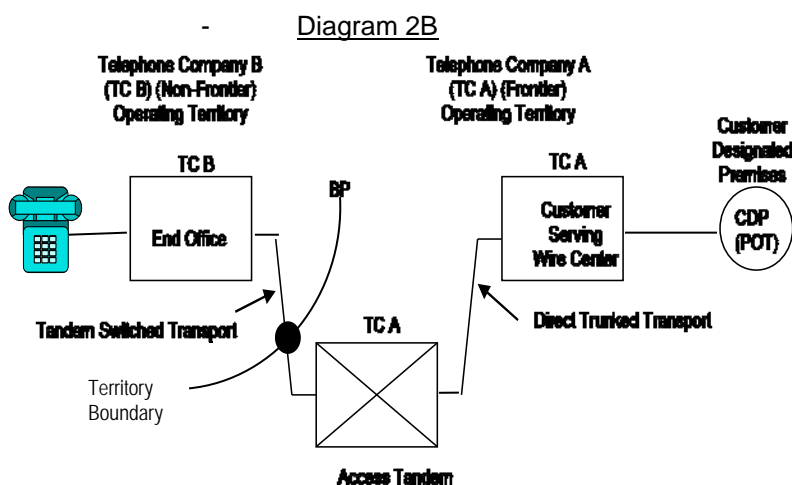 - Diagram 2B
Telephone Company B
(TC B) (Non-Frontier)
Operating Territory
Telephone Company A
(TC A) (Frontier)
Operating Territory
Customer
Designated
Premises
TC B
BP
TC A
End Office
Customer
Serving
Wire Center
CDP
(POT)
Tandem Switched Transport
TC A
Direct Trunked Transport
Territory
Boundary
Access Tandem